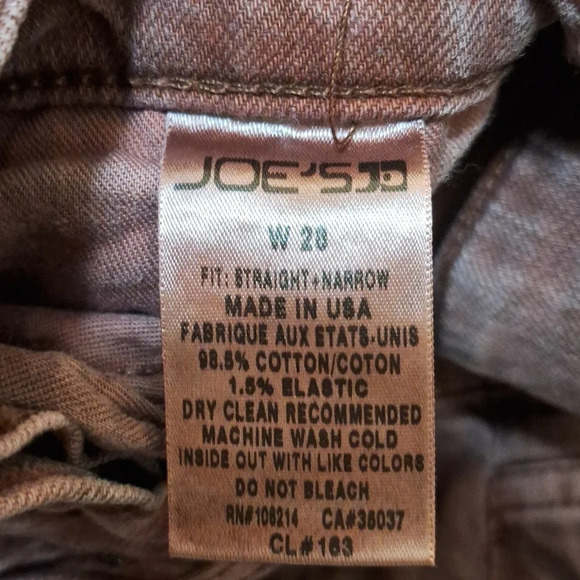 JOE'S JD
W 28
FIT: STRAIGHT+NARROW
MADE IN USA
FABRIQUE AUX ETATS-UNIS
98.5% COTTON/COTON
1.5% ELASTIC
DRY CLEAN RECOMMENDED
MACHINE WASH COLD
INSIDE OUT WITH LIKE COLORS
DO NOT BLEACH
RN#106214 CA#35037
CL#163